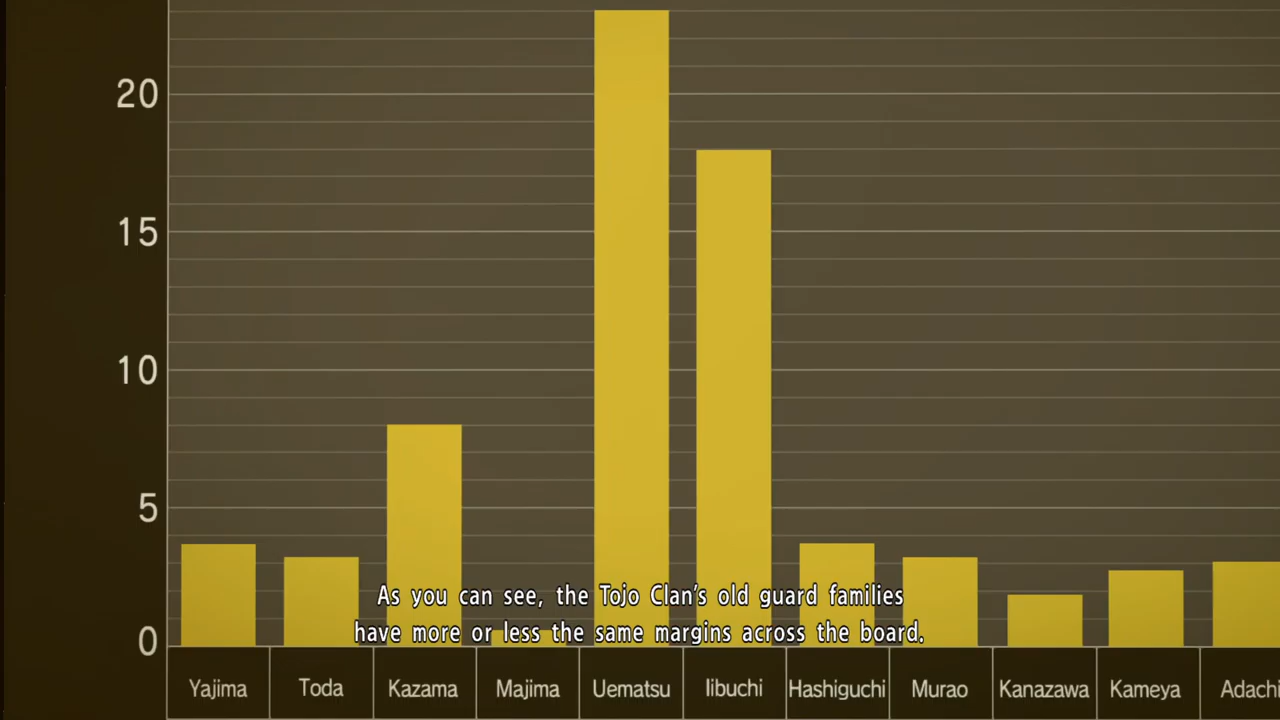 20
15
10
5
0
As you can see, the Tojo Clan's old guard families
have more or less the same margins across the board.
Yajima Toda Kazama Majima Uematsu Iibuchi Hashiguchi Murao Kanazawa Kameya Adachi